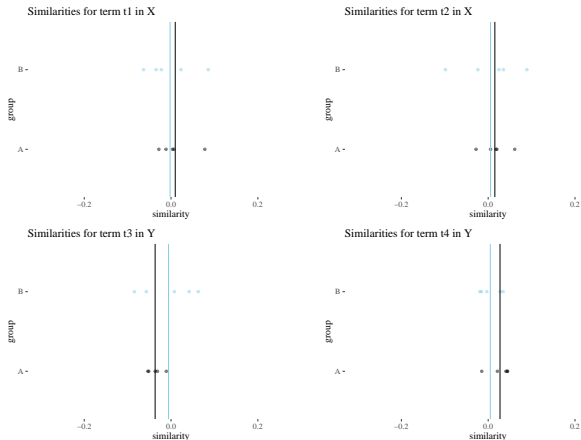 Similarities for term t1 in X
B
A
group
−0.2 0.0 0.2
similarity
Similarities for term t2 in X
B
A
group
−0.2 0.0 0.2
similarity
Similarities for term t3 in Y
B
A
group
−0.2 0.0 0.2
similarity
Similarities for term t4 in Y
B
A
group
−0.2 0.0 0.2
similarity